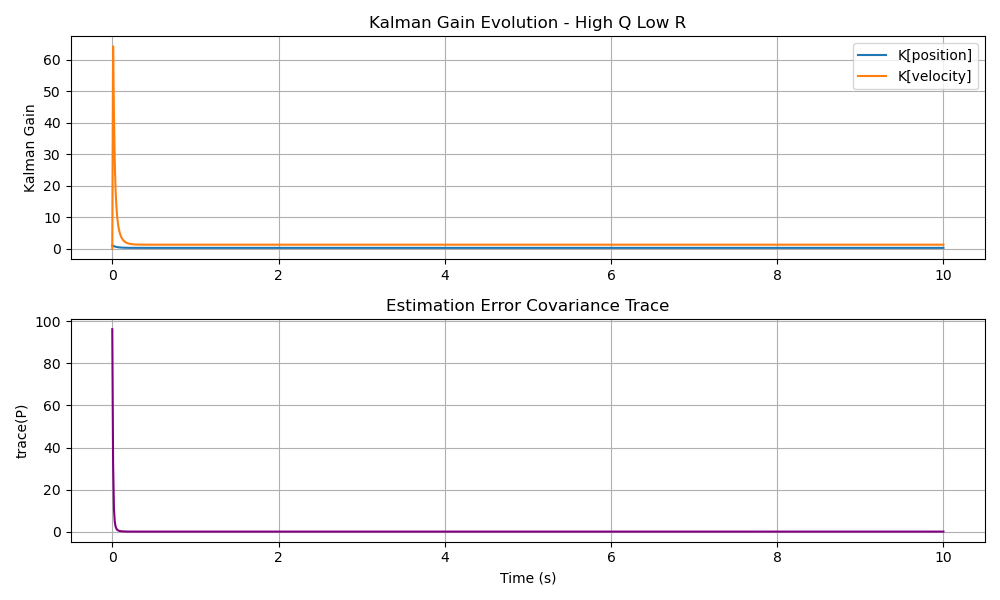 Kalman Gain Evolution - High Q Low R
Kalman Gain
60
50
40
30
20
10
0
K[position]
K[velocity]
0 2 4 6 8 10
Estimation Error Covariance Trace
trace(P)
100
80
60
40
20
0
0 2 4 6 8 10
Time (s)